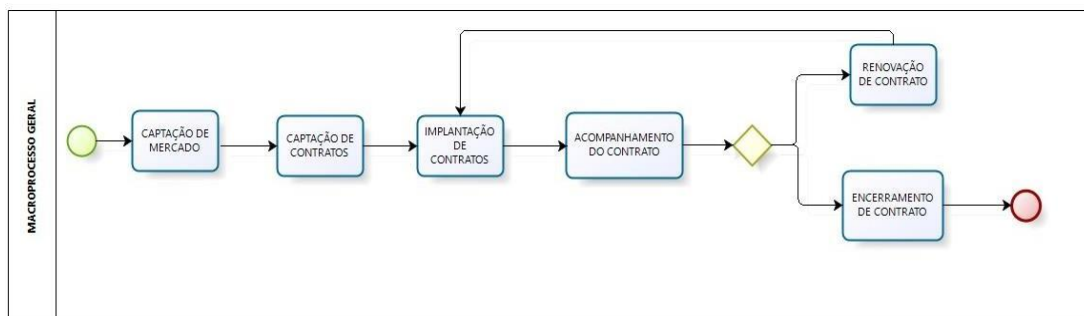 MACROPROCESSO GERAL
CAPTAÇÃO DE
MERCADO
CAPTAÇÃO DE
CONTRATOS
IMPLANTAÇÃO
DE
CONTRATOS
ACOMPANHAMENTO
DO CONTRATO
RENOVAÇÃO
DE CONTRATO
ENCERRAMENTO
DE CONTRATO